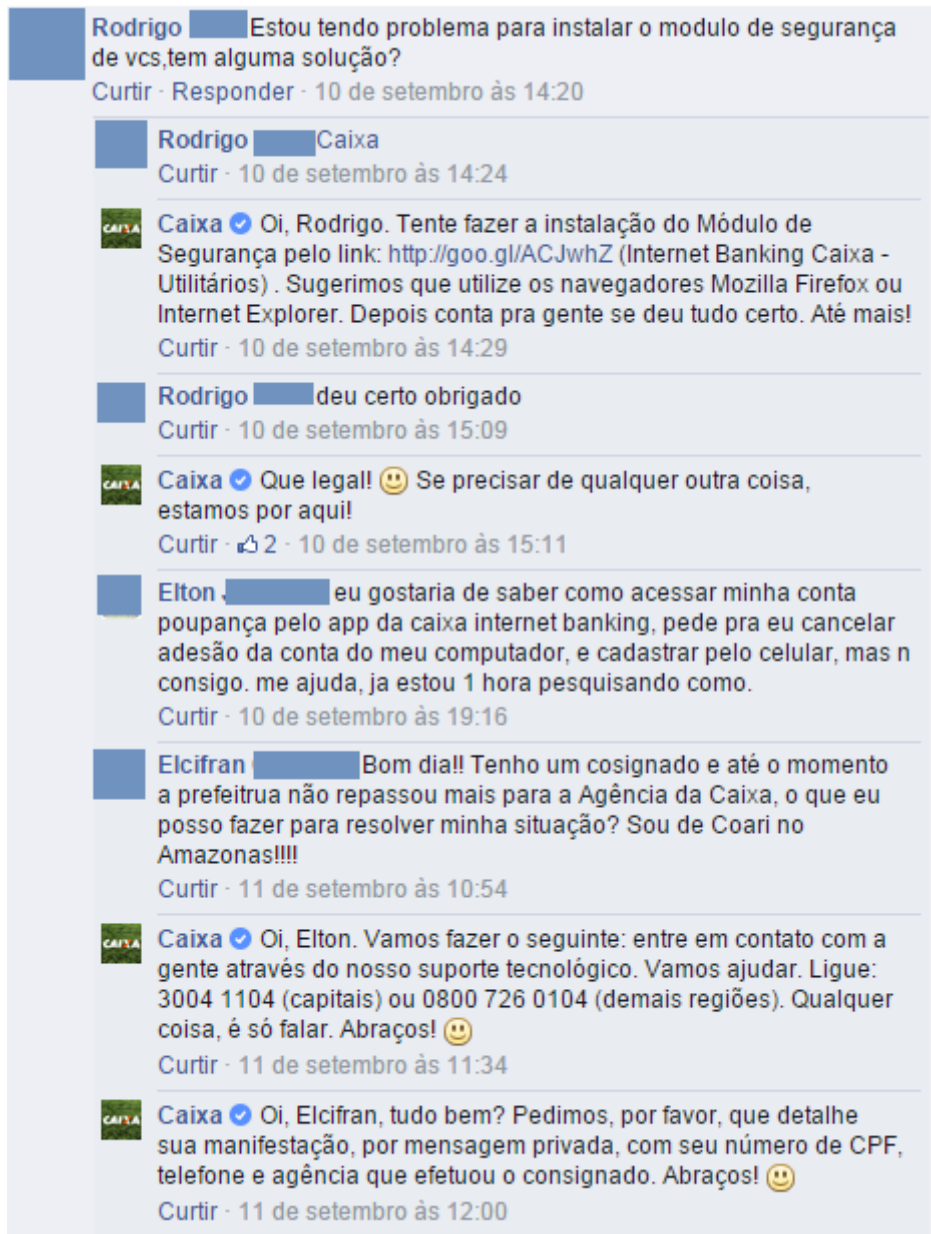 Rodrigo Estou tendo problema para instalar o modulo de segurança
de vcs,tem alguma solução?
Curtir · Responder · 10 de setembro às 14:20
Rodrigo Caixa
Curtir · 10 de setembro às 14:24
CAIXA Caixa Oi, Rodrigo. Tente fazer a instalação do Módulo de
Segurança pelo link: http://goo.gl/ACJwhZ (Internet Banking Caixa -
Utilitários) . Sugerimos que utilize os navegadores Mozilla Firefox ou
Internet Explorer. Depois conta pra gente se deu tudo certo. Até mais!
Curtir · 10 de setembro às 14:29
Rodrigo deu certo obrigado
Curtir · 10 de setembro às 15:09
CAIXA Caixa Que legal! Se precisar de qualquer outra coisa,
estamos por aqui!
Curtir · 2 · 10 de setembro às 15:11
Elton eu gostaria de saber como acessar minha conta
poupança pelo app da caixa internet banking, pede pra eu cancelar
adesão da conta do meu computador, e cadastrar pelo celular, mas n
consigo. me ajuda, ja estou 1 hora pesquisando como.
Curtir · 10 de setembro às 19:16
Elcifran Bom dia!! Tenho um cosignado e até o momento
a prefeitrua não repassou mais para a Agência da Caixa, o que eu
posso fazer para resolver minha situação? Sou de Coari no
Amazonas!!!!
Curtir · 11 de setembro às 10:54
CAIXA Caixa Oi, Elton. Vamos fazer o seguinte: entre em contato com a
gente através do nosso suporte tecnológico. Vamos ajudar. Ligue:
3004 1104 (capitais) ou 0800 726 0104 (demais regiões). Qualquer
coisa, é só falar. Abraços!
Curtir · 11 de setembro às 11:34
CAIXA Caixa Oi, Elcifran, tudo bem? Pedimos, por favor, que detalhe
sua manifestação, por mensagem privada, com seu número de CPF,
telefone e agência que efetuou o consignado. Abraços!
Curtir · 11 de setembro às 12:00